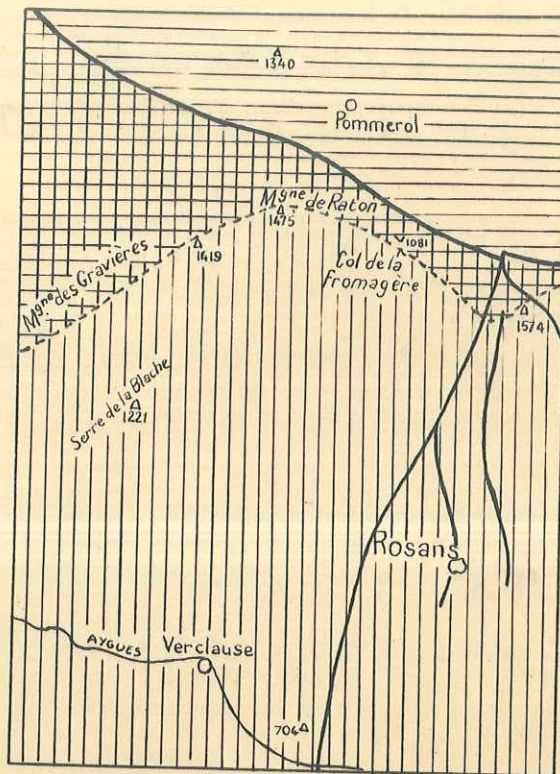 1340
Pommerol
Mgne de Raton
1475
1081
Col de la
fromagère
1419
Mgne des Gravières
1574
Serre de la Blache
1221
Rosans
AYGUES
Verclause
704